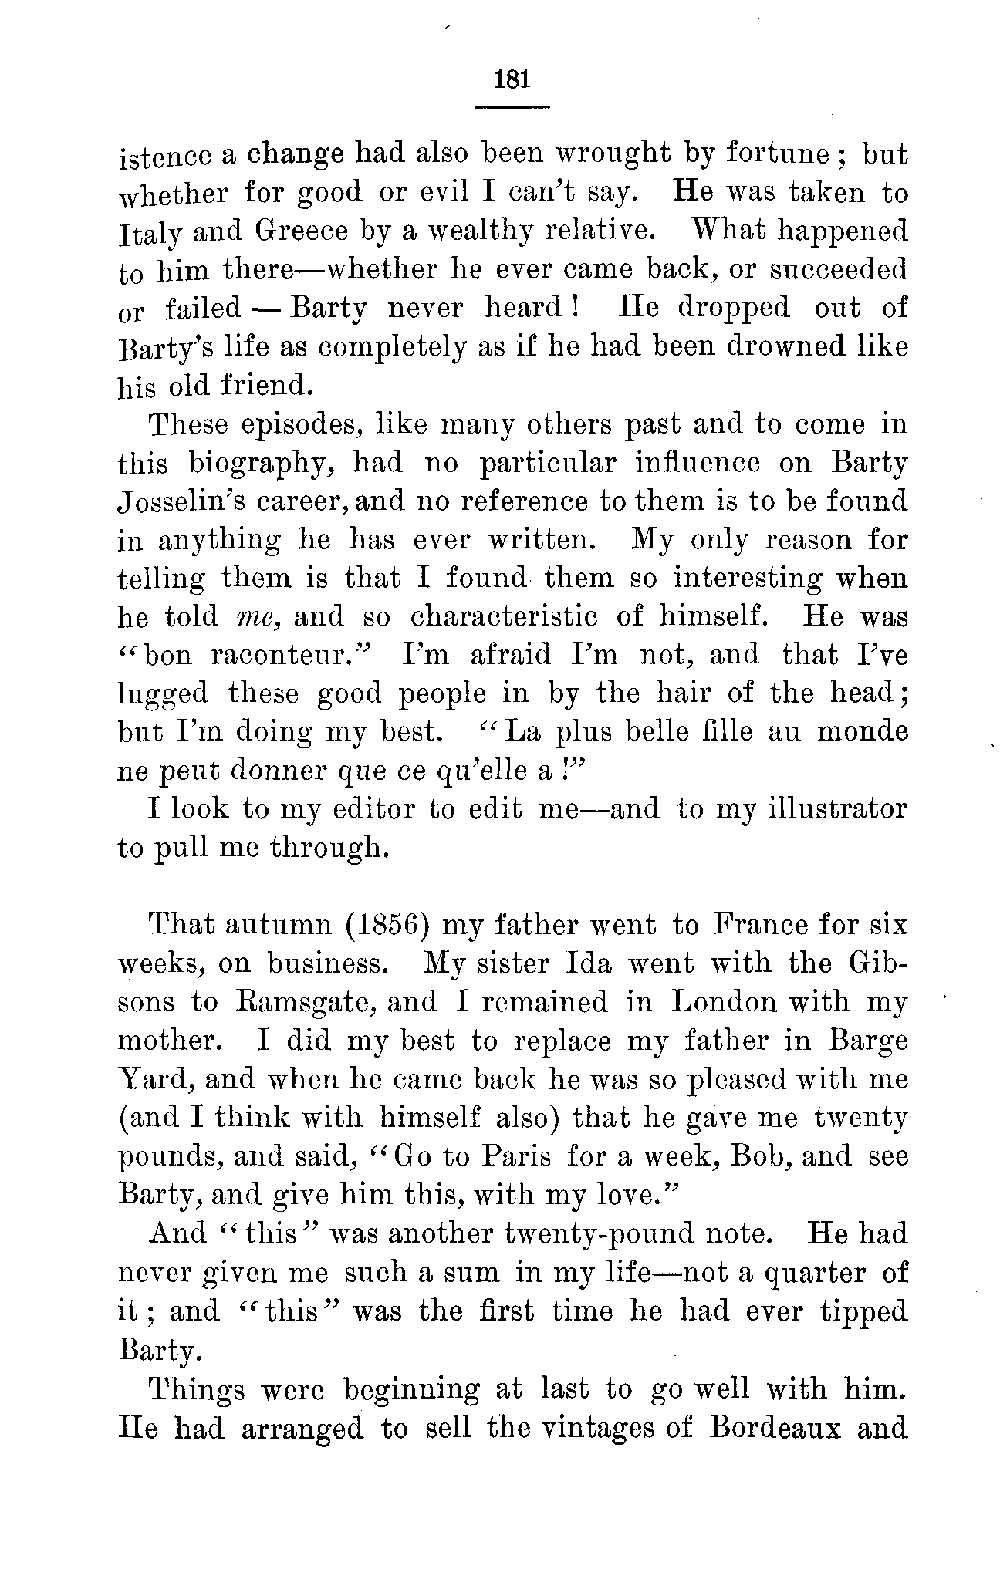 181
istence a change had also been wrought by fortune; but
whether for good or evil I can't say. He was taken to
Italy and Greece by a wealthy relative. What happened
to him there—whether he ever came back, or succeeded
or failed — Barty never heard! He dropped out of
Barty's life as completely as if he had been drowned like
his old friend.
These episodes, like many others past and to come in
this biography, had no particular influence on Barty
Josselin's career, and no reference to them is to be found
in anything he has ever written. My only reason for
telling them is that I found them so interesting when
he told me, and so characteristic of himself. He was
“bon raconteur.” I'm afraid I'm not, and that I've
lugged these good people in by the hair of the head;
but I'm doing my best. “La plus belle fille au monde
ne peut donner que ce qu'elle a!”
I look to my editor to edit me—and to my illustrator
to pull me through.
That autumn (1856) my father went to France for six
weeks, on business. My sister Ida went with the Gib-
sons to Ramsgate, and I remained in London with my
mother. I did my best to replace my father in Barge
Yard, and when he came back he was so pleased with me
(and I think with himself also) that he gave me twenty
pounds, and said, “Go to Paris for a week, Bob, and see
Barty, and give him this, with my love.”
And “this” was another twenty-pound note. He had
never given me such a sum in my life—not a quarter of
it; and “this” was the first time he had ever tipped
Barty.
Things were beginning at last to go well with him.
He had arranged to sell the vintages of Bordeaux and